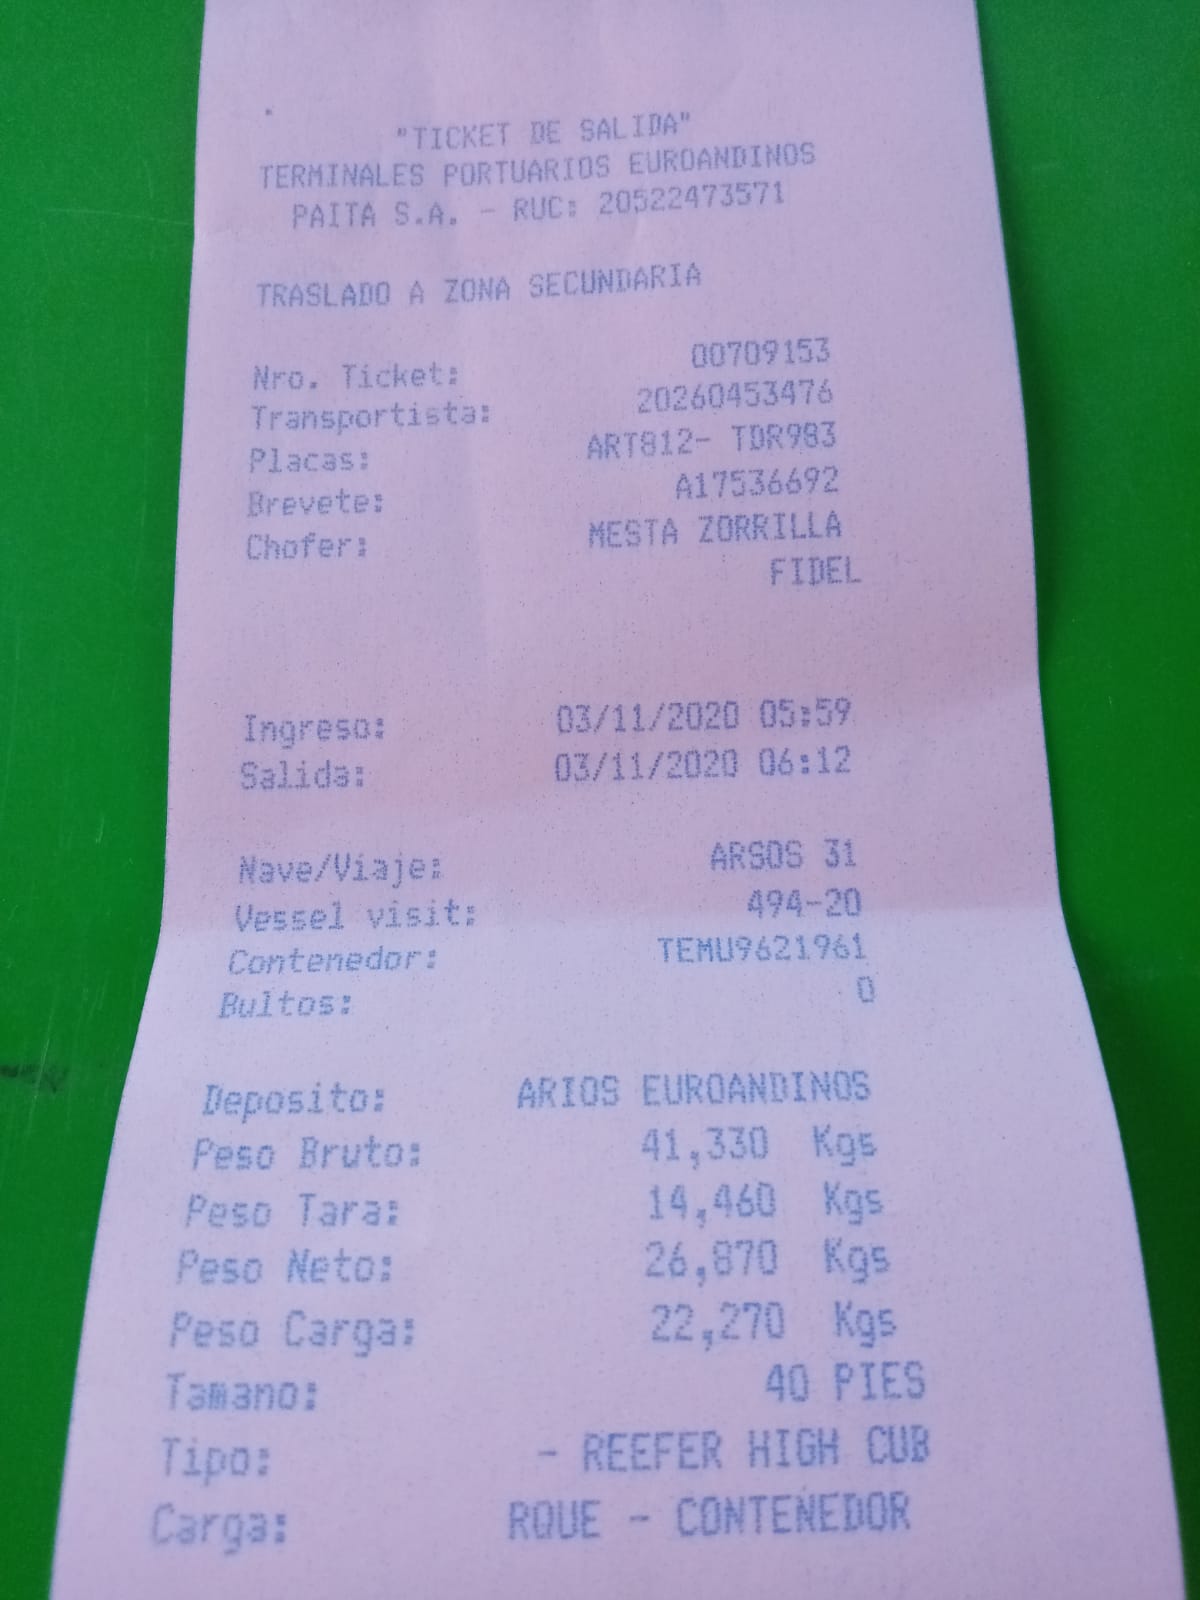 "TICKET DE SALIDA"
TERMINALES PORTUARIOS EUROANDINOS
PAITA S.A. - RUC: 20522473571
TRASLADO A ZONA SECUNDARIA
Nro. Ticket: 00709153
Transportista: 20260453476
Placas: ART812- TDR983
Brevete: A17536692
Chofer: MESTA ZORRILLA
FIDEL
Ingreso: 03/11/2020 05:59
Salida: 03/11/2020 06:12
Nave/Viaje: ARSOS 31
Vessel visit: 494-20
Contenedor: TEMU9621961
Bultos: 0
Deposito: ARIOS EUROANDINOS
Peso Bruto: 41,330 Kgs
Peso Tara: 14,460 Kgs
Peso Neto: 26,870 Kgs
Peso Carga: 22,270 Kgs
Tamano: 40 PIES
Tipo: - REEFER HIGH CUB
Carga: RQUE - CONTENEDOR